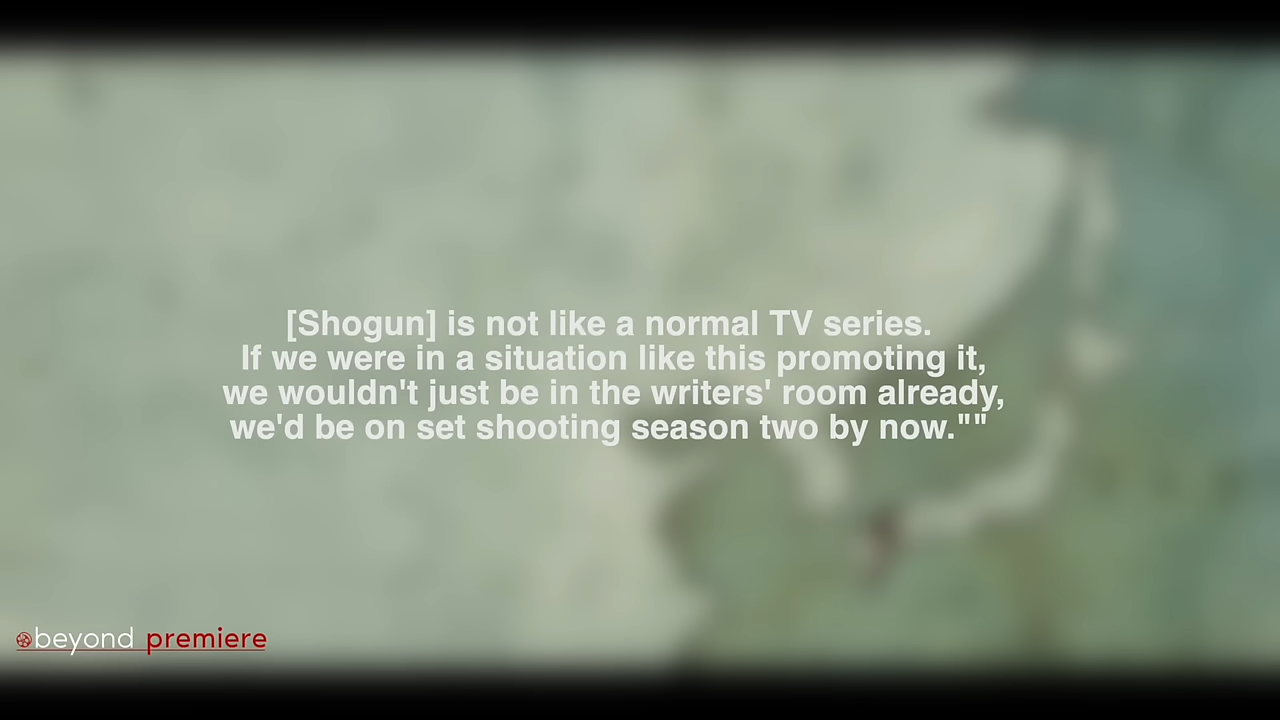 [Shogun] is not like a normal TV series.
If we were in a situation like this promoting it,
we wouldn't just be in the writers' room already,
we'd be on set shooting season two by now.""
beyond premiere